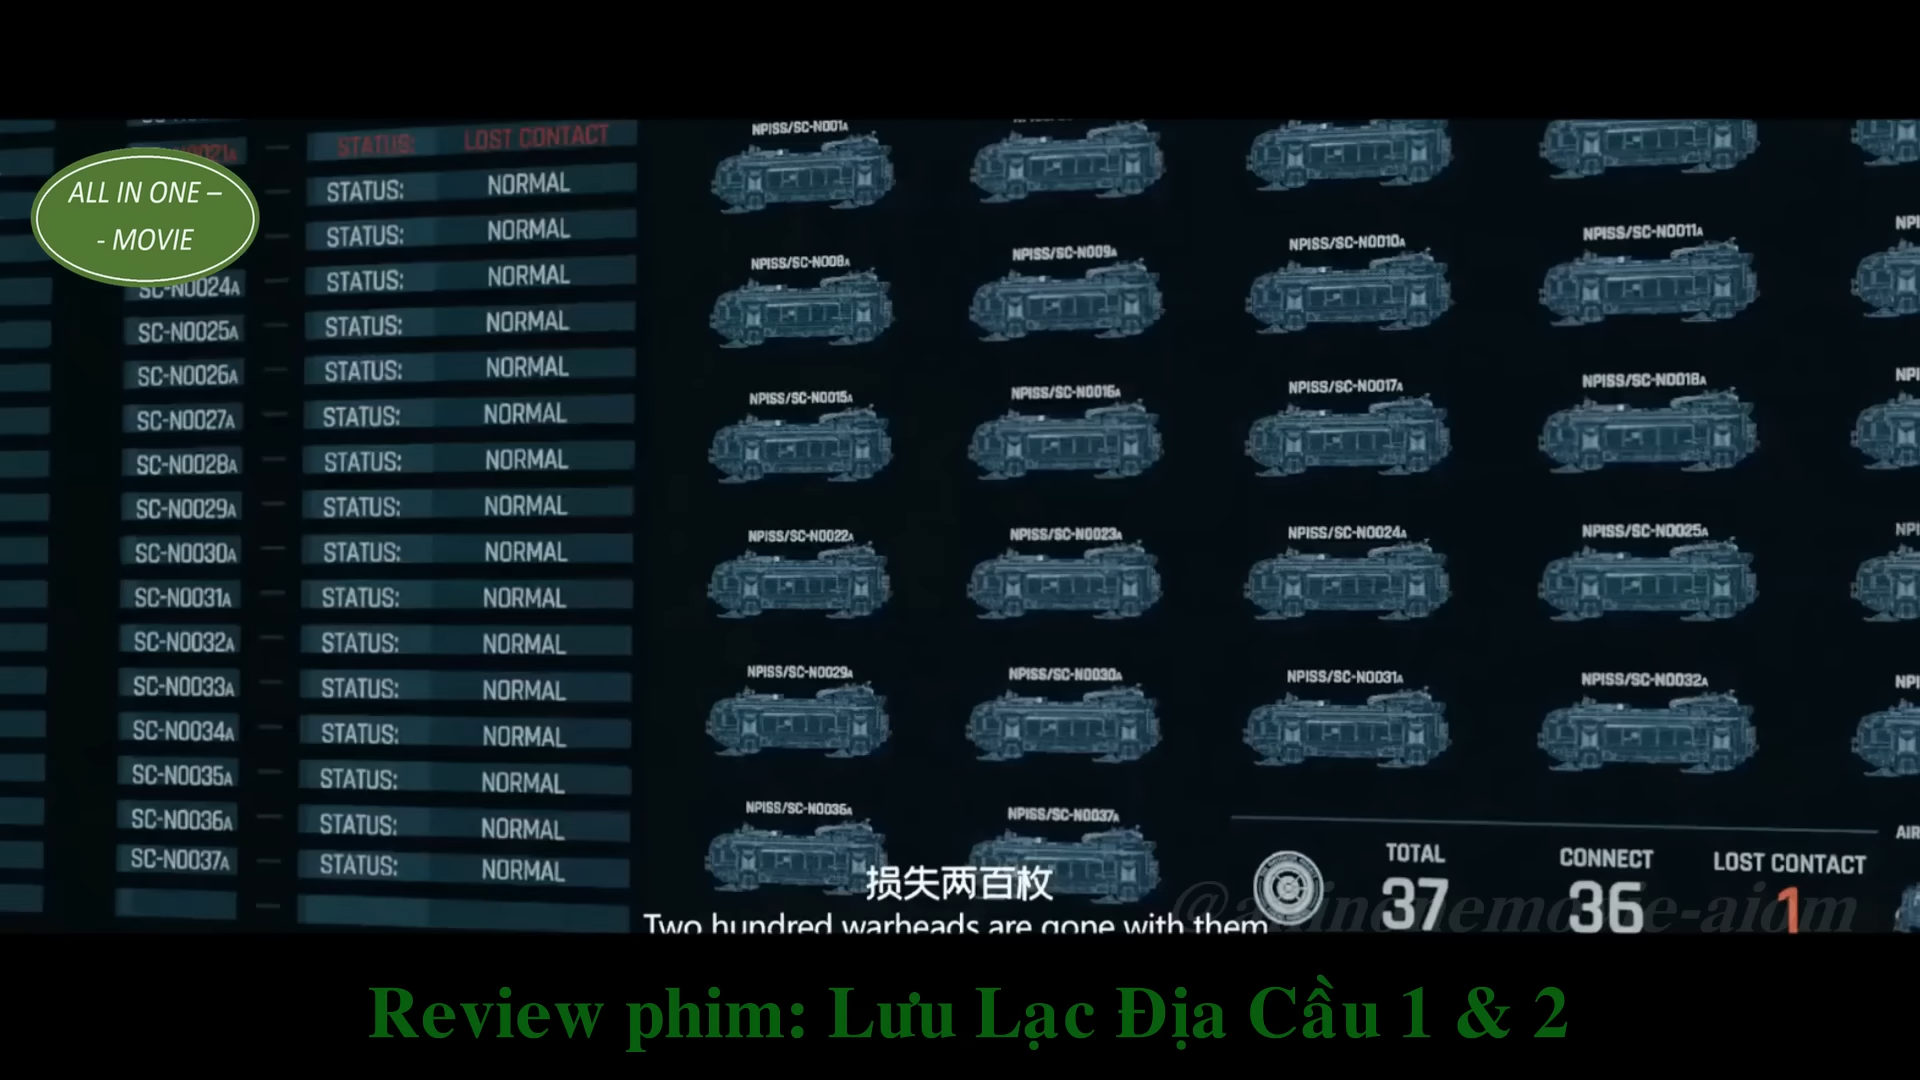 STATUS: LOST CONTACT
ALL IN ONE –
- MOVIE
STATUS: NORMAL
STATUS: NORMAL
SC-N0024A STATUS: NORMAL
SC-N0025A STATUS: NORMAL
SC-N0026A STATUS: NORMAL
SC-N0027A STATUS: NORMAL
SC-N0028A STATUS: NORMAL
SC-N0029A STATUS: NORMAL
SC-N0030A STATUS: NORMAL
SC-N0031A STATUS: NORMAL
SC-N0032A STATUS: NORMAL
SC-N0033A STATUS: NORMAL
SC-N0034A STATUS: NORMAL
SC-N0035A STATUS: NORMAL
SC-N0036A STATUS: NORMAL
SC-N0037A STATUS: NORMAL
NPISS/SC-N001A
NPISS/SC-N008A NPISS/SC-N009A NPISS/SC-N0010A NPISS/SC-N0011A
NPISS/SC-N0015A NPISS/SC-N0016A NPISS/SC-N0017A NPISS/SC-N0018A
NPISS/SC-N0022A NPISS/SC-N0023A NPISS/SC-N0024A NPISS/SC-N0025A
NPISS/SC-N0029A NPISS/SC-N0030A NPISS/SC-N0031A NPISS/SC-N0032A
NPISS/SC-N0036A NPISS/SC-N0037A
TOTAL CONNECT LOST CONTACT
37 36 1
损失两百枚
Two hundred warheads are gone with them
Review phim: Lưu Lạc Địa Cầu 1 & 2